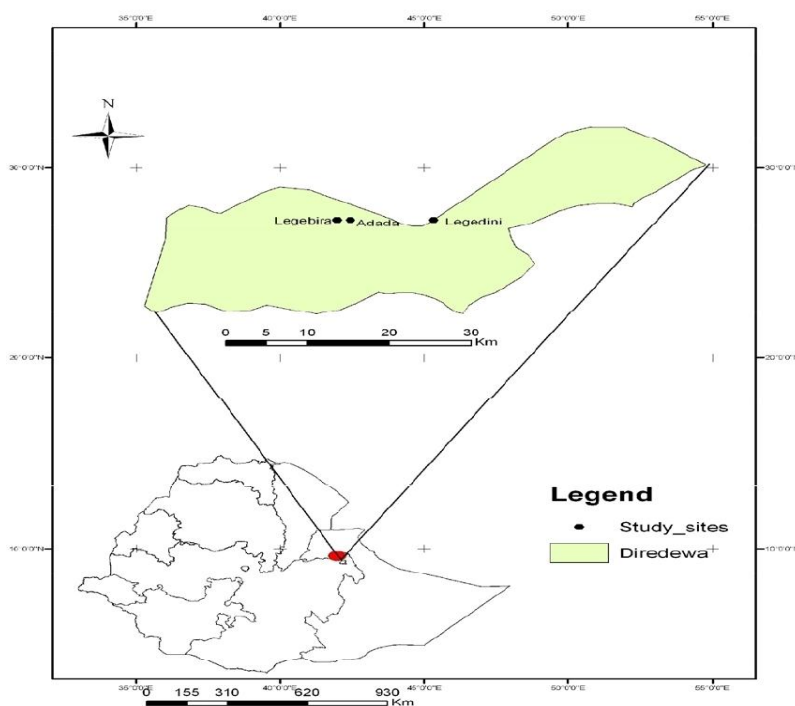 35°0'0"E 40°0'0"E 45°0'0"E 50°0'0"E 55°0'0"E
N
30°0'0"N 30°0'0"N
Legebira Adada Legedini
0 5 10 20 30
Km
20°0'0"N 20°0'0"N
Legend
Study_sites
Diredewa
10°0'0"N 10°0'0"N
35°0'0"E 40°0'0"E 45°0'0"E 50°0'0"E 55°0'0"E
0 155 310 620 930
Km